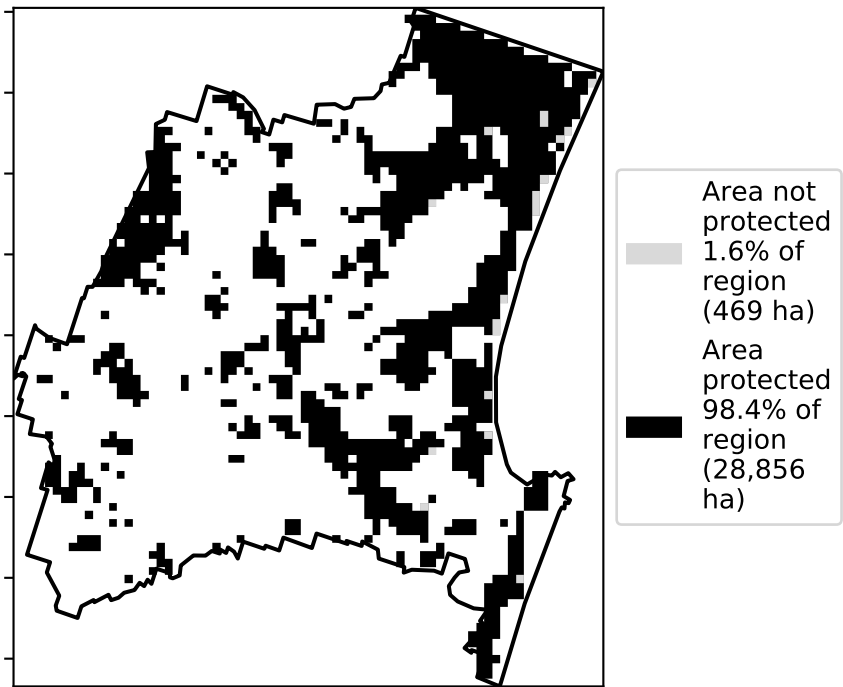 Area not
protected
1.6% of
region
(469 ha)
Area
protected
98.4% of
region
(28,856
ha)